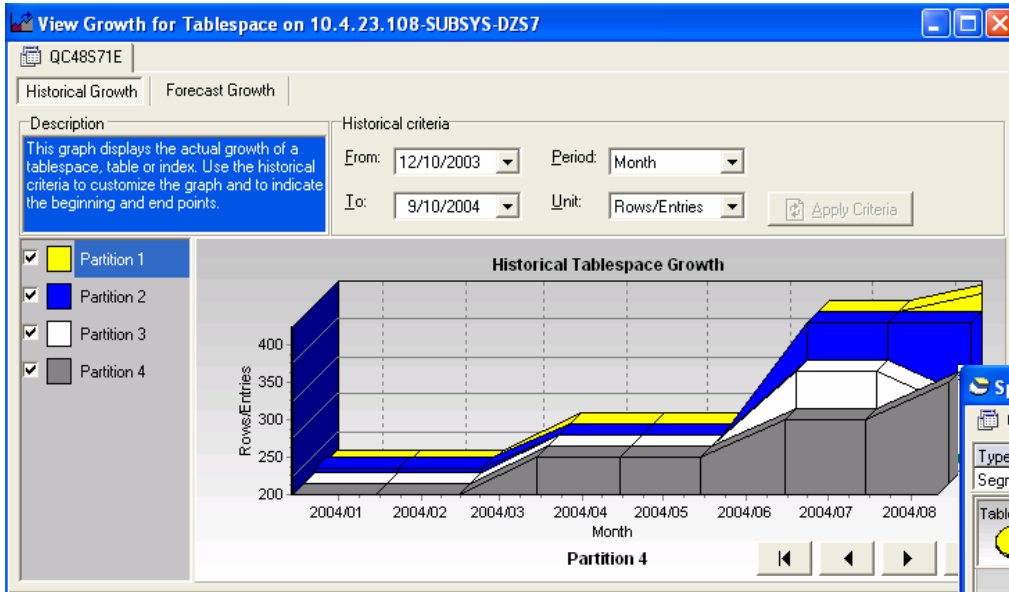 View Growth for Tablespace on 10.4.23.108-SUBSYS-DZS7
QC48S71E
Historical Growth Forecast Growth
Description
This graph displays the actual growth of a
tablespace, table or index. Use the historical
criteria to customize the graph and to indicate
the beginning and end points.
Historical criteria
From: 12/10/2003 Period: Month
To: 9/10/2004 Unit: Rows/Entries Apply Criteria
Partition 1
Partition 2
Partition 3
Partition 4
Historical Tablespace Growth
Rows/Entries
400
350
300
250
200
2004/01 2004/02 2004/03 2004/04 2004/05 2004/06 2004/07 2004/08
Month
Partition 4
Sp
Type
Segr
Tabl